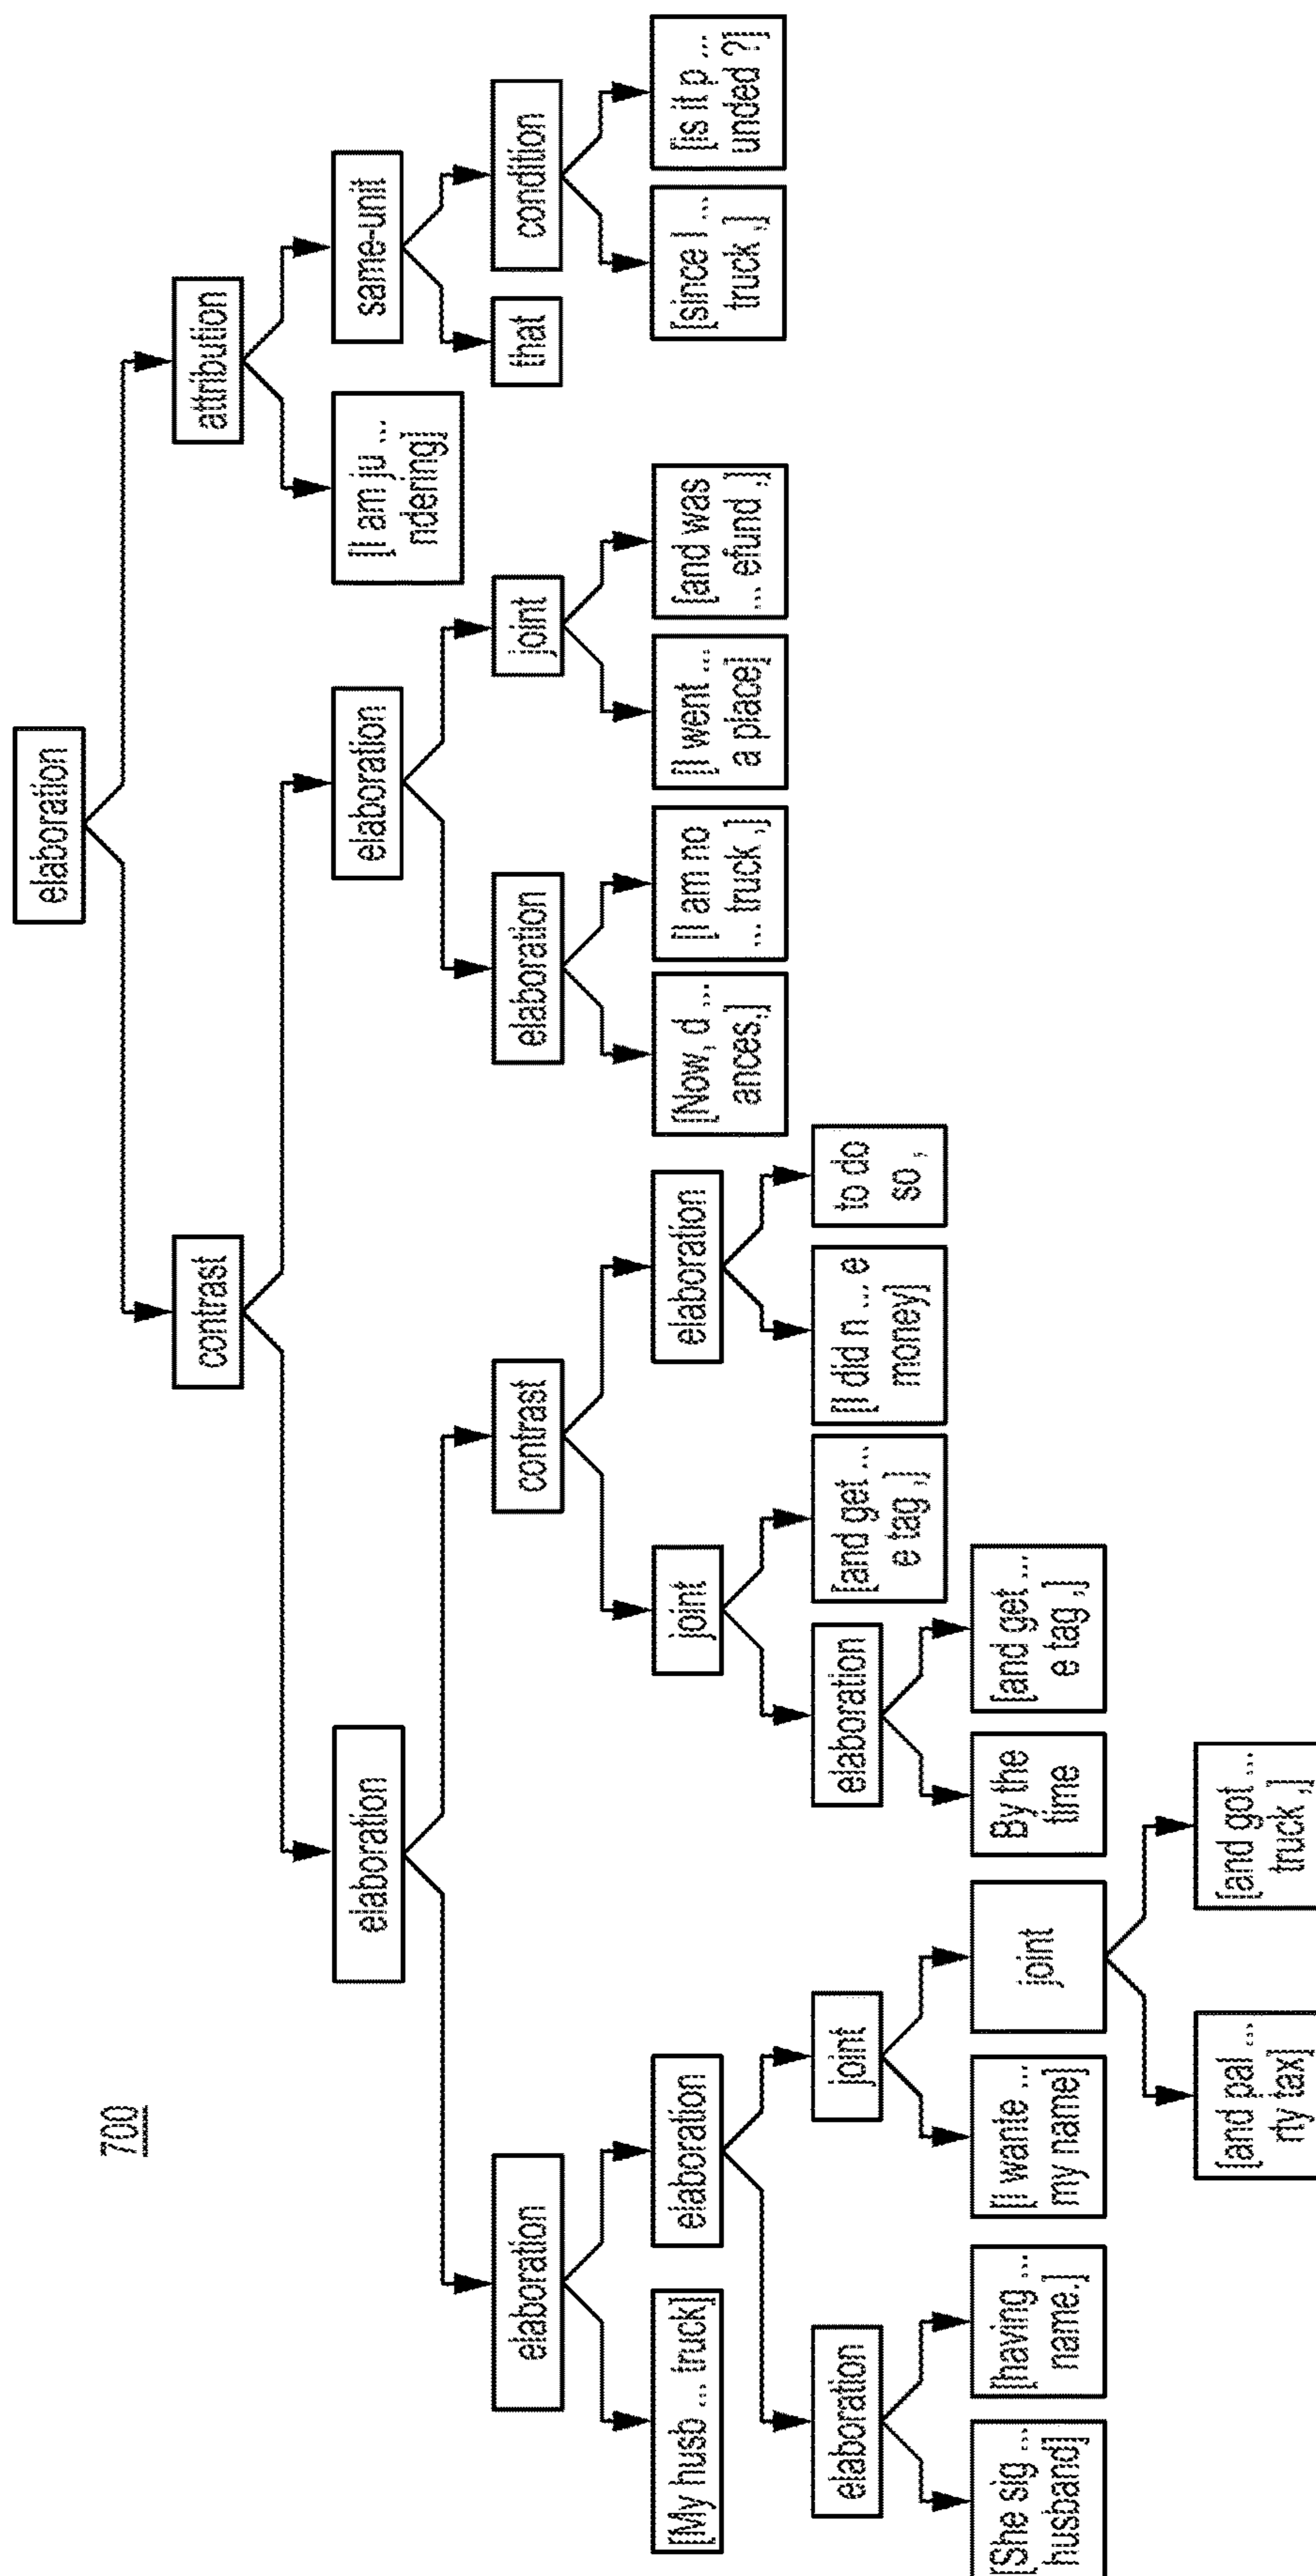 elaboration
700
contrast
attribution
elaboration
elaboration
[I am ju ...
ndering]
same-unit
elaboration
contrast
elaboration
joint
that
condition
[My husb ... truck]
elaboration
joint
elaboration
[Now, d ...
ances,]
[I am no
... truck ,]
[I went ...
a place]
[and was
... efund ,]
[since I ...
truck ,]
[is it p ...
unded ?]
elaboration
joint
elaboration
[and get ...
e tag ,]
[I did n ... e
money]
to do
so ,
[She sig ...
husband]
[having ...
name.]
[I wante ...
my name]
joint
By the
time
[and get ...
e tag ,]
[and pal ...
rty tax]
[and got ...
truck ,]